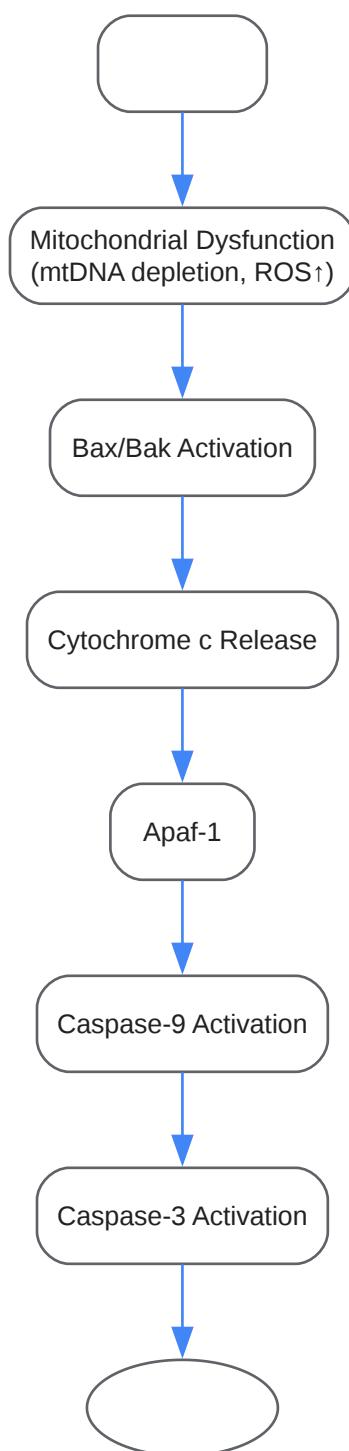 Mitochondrial Dysfunction
(mtDNA depletion, ROS↑)
Bax/Bak Activation
Cytochrome c Release
Apaf-1
Caspase-9 Activation
Caspase-3 Activation